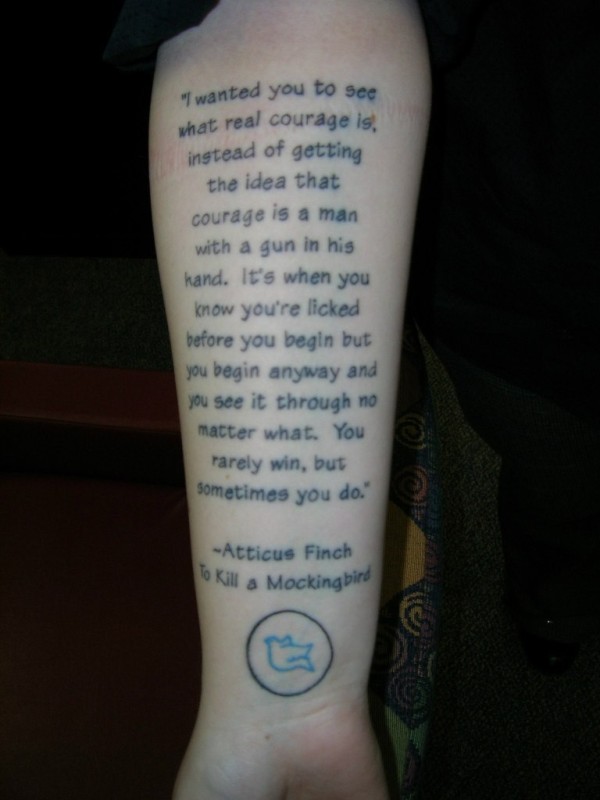 "I wanted you to see
what real courage is,
instead of getting
the idea that
courage is a man
with a gun in his
hand. It's when you
know you're licked
before you begin but
you begin anyway and
you see it through no
matter what. You
rarely win, but
sometimes you do."
~Atticus Finch
To Kill a Mockingbird